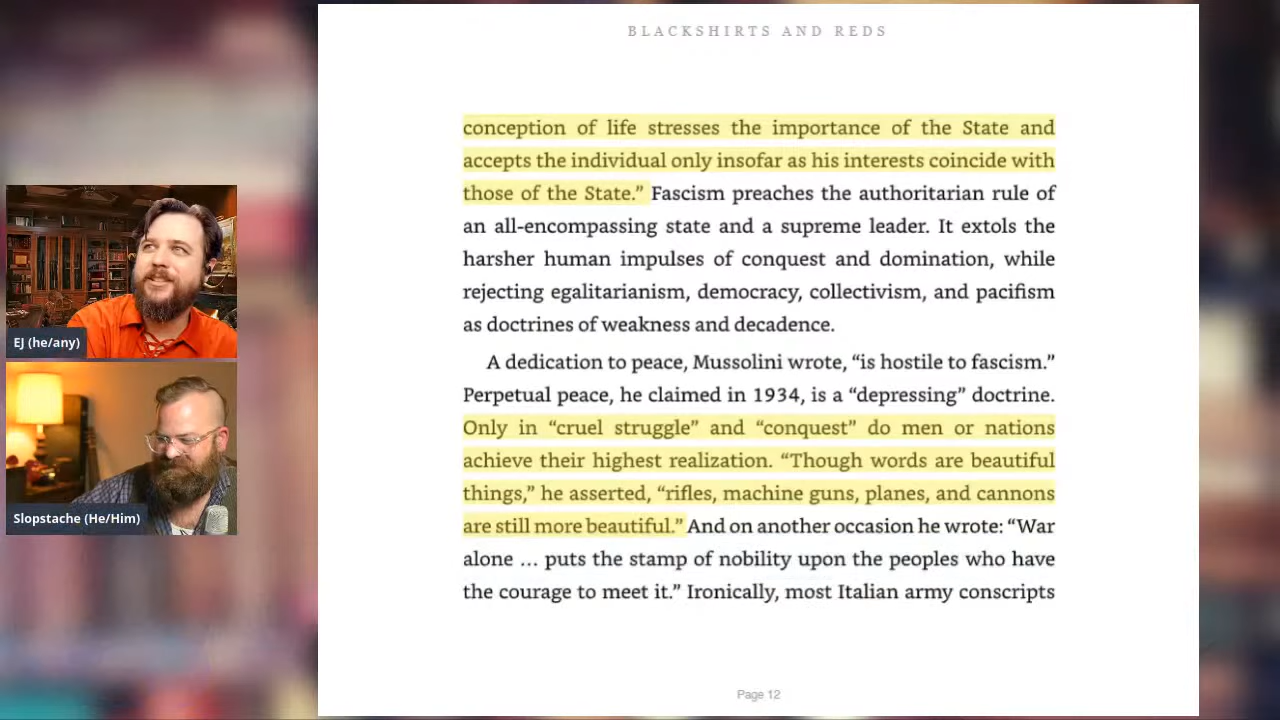 BLACKSHIRTS AND REDS
conception of life stresses the importance of the State and
accepts the individual only insofar as his interests coincide with
those of the State.” Fascism preaches the authoritarian rule of
an all-encompassing state and a supreme leader. It extols the
harsher human impulses of conquest and domination, while
rejecting egalitarianism, democracy, collectivism, and pacifism
as doctrines of weakness and decadence.
A dedication to peace, Mussolini wrote, “is hostile to fascism.”
Perpetual peace, he claimed in 1934, is a “depressing” doctrine.
Only in “cruel struggle” and “conquest” do men or nations
achieve their highest realization. “Though words are beautiful
things,” he asserted, “rifles, machine guns, planes, and cannons
are still more beautiful.” And on another occasion he wrote: “War
alone … puts the stamp of nobility upon the peoples who have
the courage to meet it.” Ironically, most Italian army conscripts
Page 12
EJ (he/any)
Slopstache (He/Him)